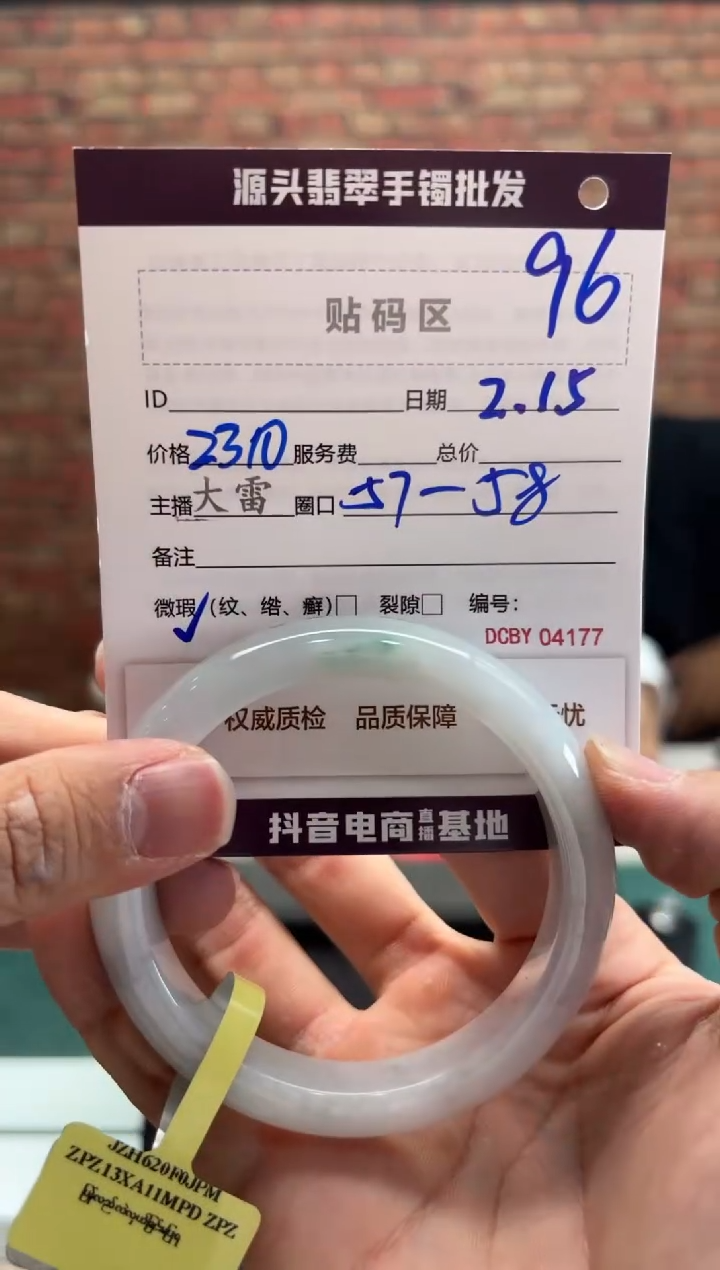 源头翡翠手镯批发
96
贴码区
ID 日期 2.15
价格 2310 服务费 总价
主播 大雷 圈口 57-58
备注
微瑕✓(纹、绺、癣)□ 裂隙□ 编号:
DCBY 04177
权威质检 品质保障 忧
抖音电商直播基地
JZH620F0JPM
ZPZ13XA11MPD ZPZ